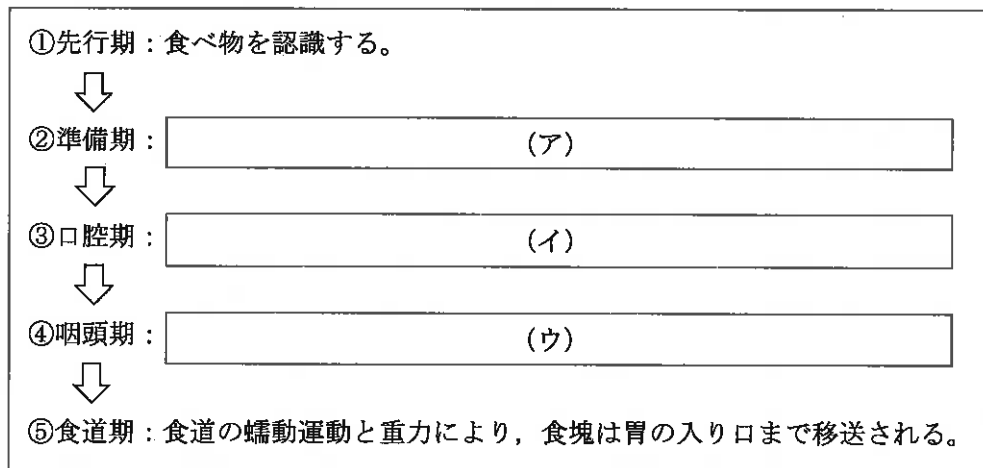 ①先行期：食べ物を認識する。
②準備期：(ア)
③口腔期：(イ)
④咽頭期：(ウ)
⑤食道期：食道の蠕動運動と重力により，食塊は胃の入り口まで移送される。